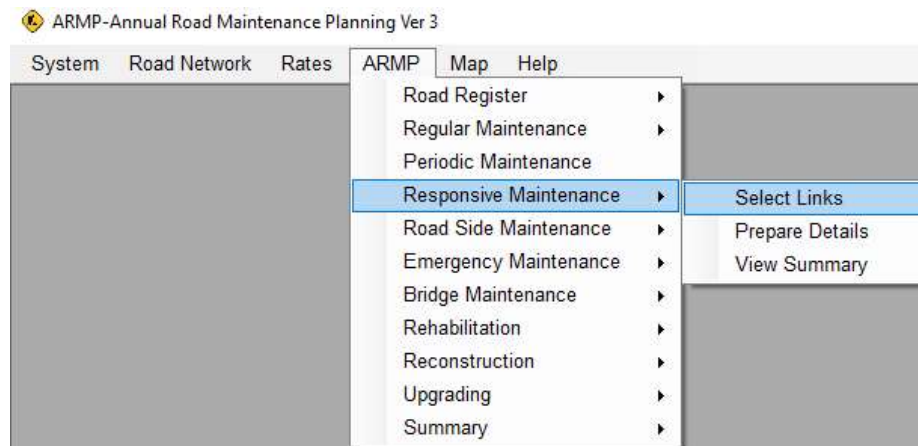 ARMP-Annual Road Maintenance Planning Ver 3
System Road Network Rates ARMP Map Help
Road Register
Regular Maintenance
Periodic Maintenance
Responsive Maintenance
Select Links
Road Side Maintenance
Prepare Details
Emergency Maintenance
View Summary
Bridge Maintenance
Rehabilitation
Reconstruction
Upgrading
Summary